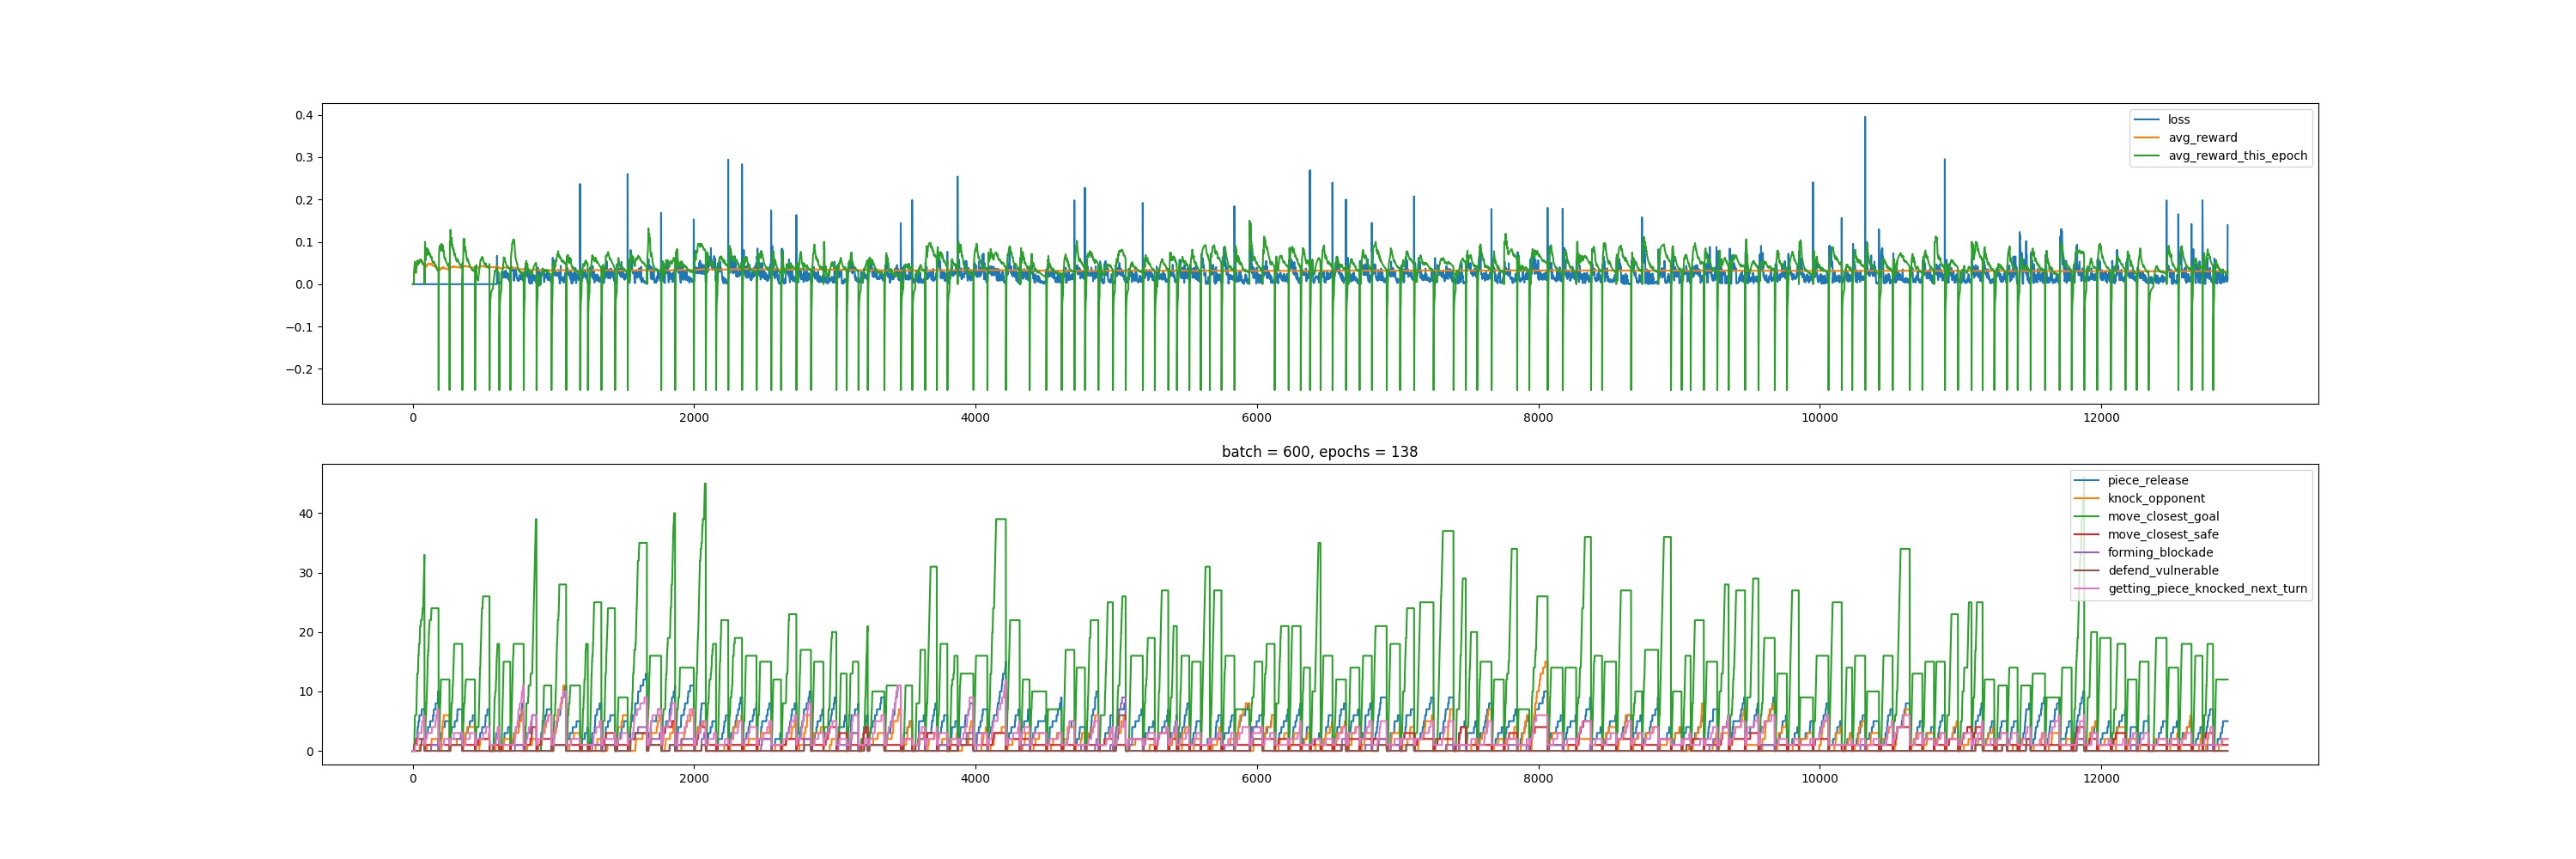 0.4
0.3
0.2
0.1
0.0
−0.1
−0.2
loss
avg_reward
avg_reward_this_epoch
0 2000 4000 6000 8000 10000 12000
batch = 600, epochs = 138
40
30
20
10
0
piece_release
knock_opponent
move_closest_goal
move_closest_safe
forming_blockade
defend_vulnerable
getting_piece_knocked_next_turn
0 2000 4000 6000 8000 10000 12000